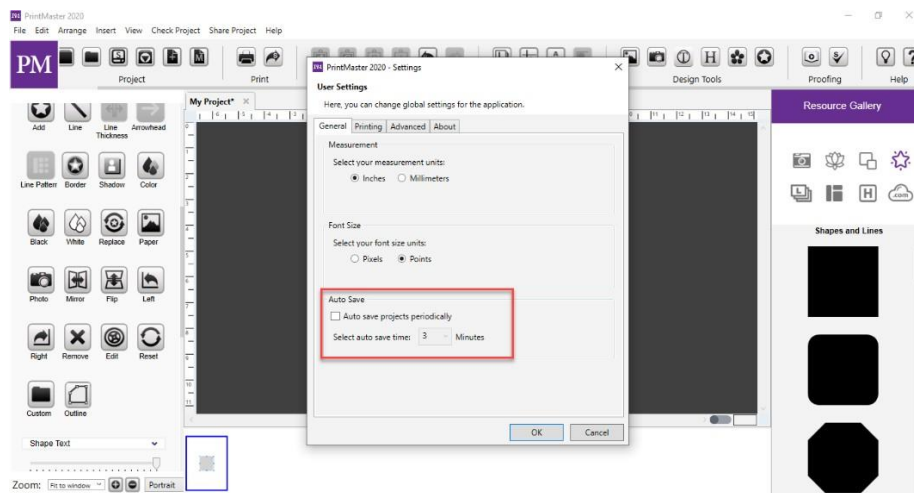 PM PrintMaster 2020
File Edit Arrange Insert View Check Project Share Project Help
PM
Project
Print
Design Tools
Proofing
Help
PM PrintMaster 2020 - Settings
User Settings
Here, you can change global settings for the application.
General Printing Advanced About
Measurement
Select your measurement units:
Inches Millimeters
Font Size
Select your font size units:
Pixels Points
Auto Save
Auto save projects periodically
Select auto save time: 3 Minutes
OK Cancel
My Project*
Add Line Line Thickness Arrowhead
Line Pattern Border Shadow Color
Black White Replace Paper
Photo Mirror Flip Left
Right Remove Edit Reset
Custom Outline
Shape Text
Zoom: Fit to window Portrait
Resource Gallery
H
.com
Shapes and Lines